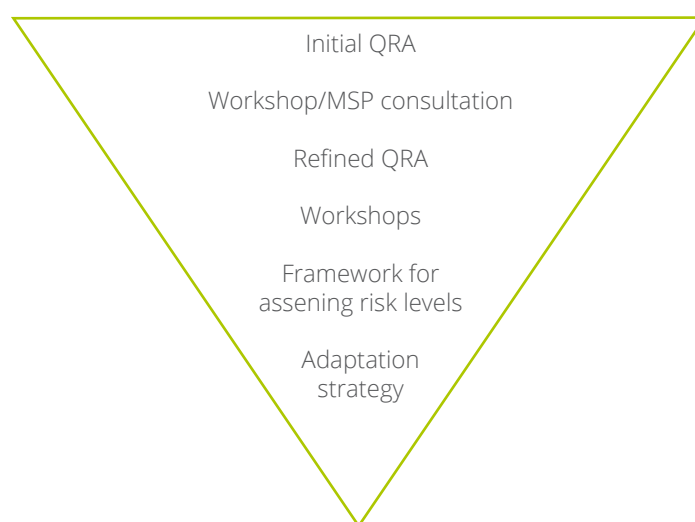 Initial QRA
Workshop/MSP consultation
Refined QRA
Workshops
Framework for
assening risk levels
Adaptation
strategy